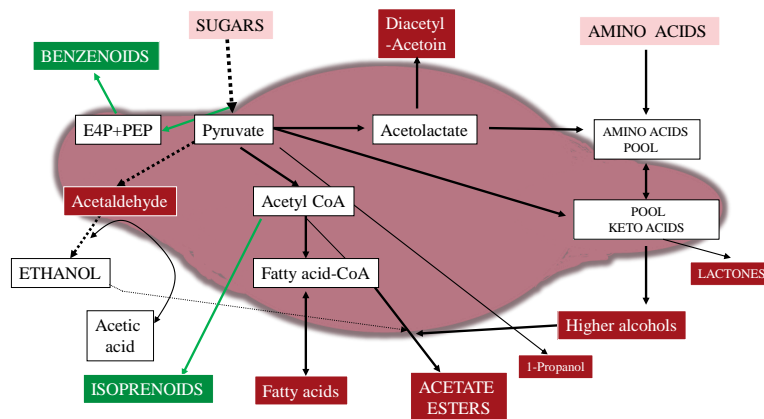 SUGARS
Diacetyl
-Acetoin
AMINO ACIDS
BENZENOIDS
E4P+PEP
Pyruvate
Acetolactate
AMINO ACIDS
POOL
Acetaldehyde
Acetyl CoA
POOL
KETO ACIDS
ETHANOL
Fatty acid-CoA
LACTONES
Acetic
acid
Higher alcohols
1-Propanol
ISOPRENOIDS
Fatty acids
ACETATE
ESTERS